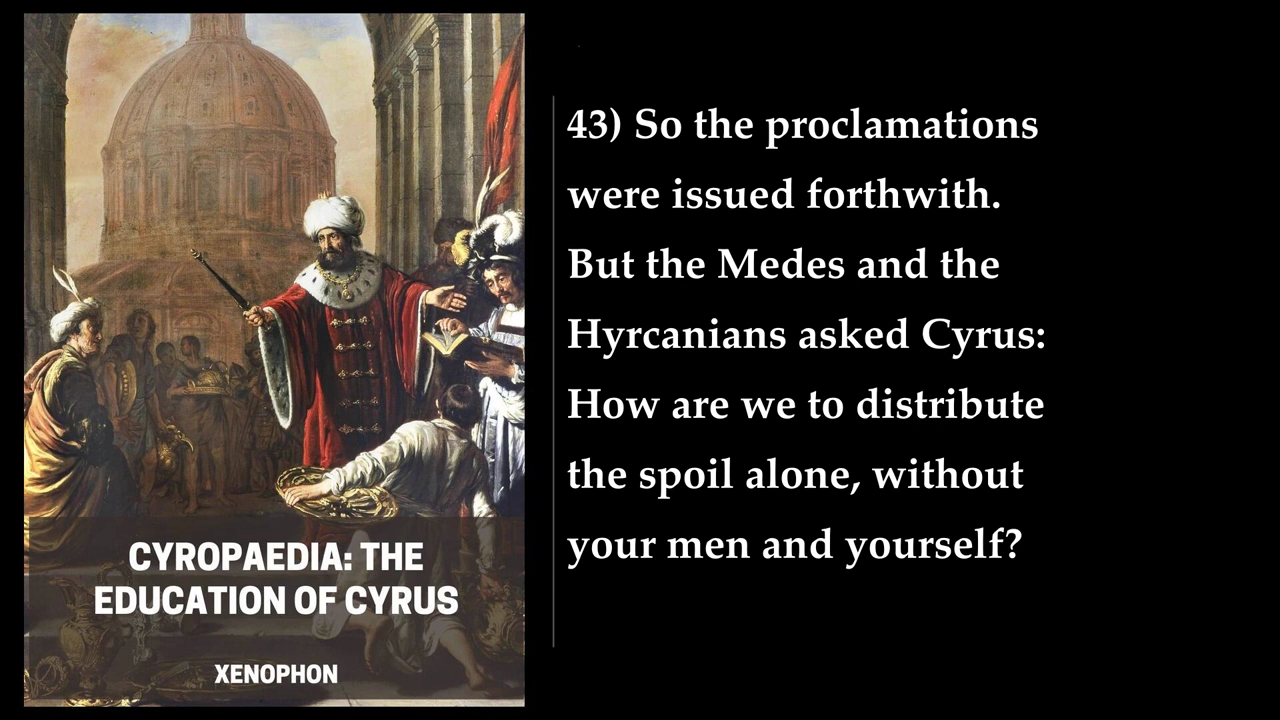 43) So the proclamations
were issued forthwith.
But the Medes and the
Hyrcanians asked Cyrus:
How are we to distribute
the spoil alone, without
your men and yourself?
CYROPAEDIA: THE
EDUCATION OF CYRUS
XENOPHON